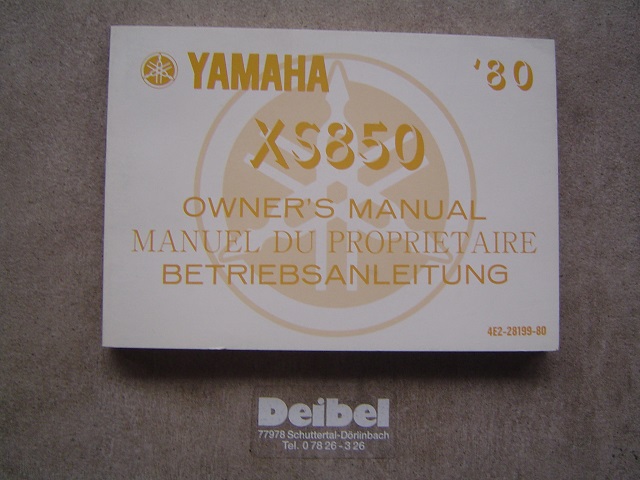 YAMAHA '80
XS850
OWNER'S MANUAL
MANUEL DU PROPRIETAIRE
BETRIEBSANLEITUNG
4E2-28199-80
Deibel
77978 Schuttertal-Dörlinbach
Tel. 0 78 26 - 3 26